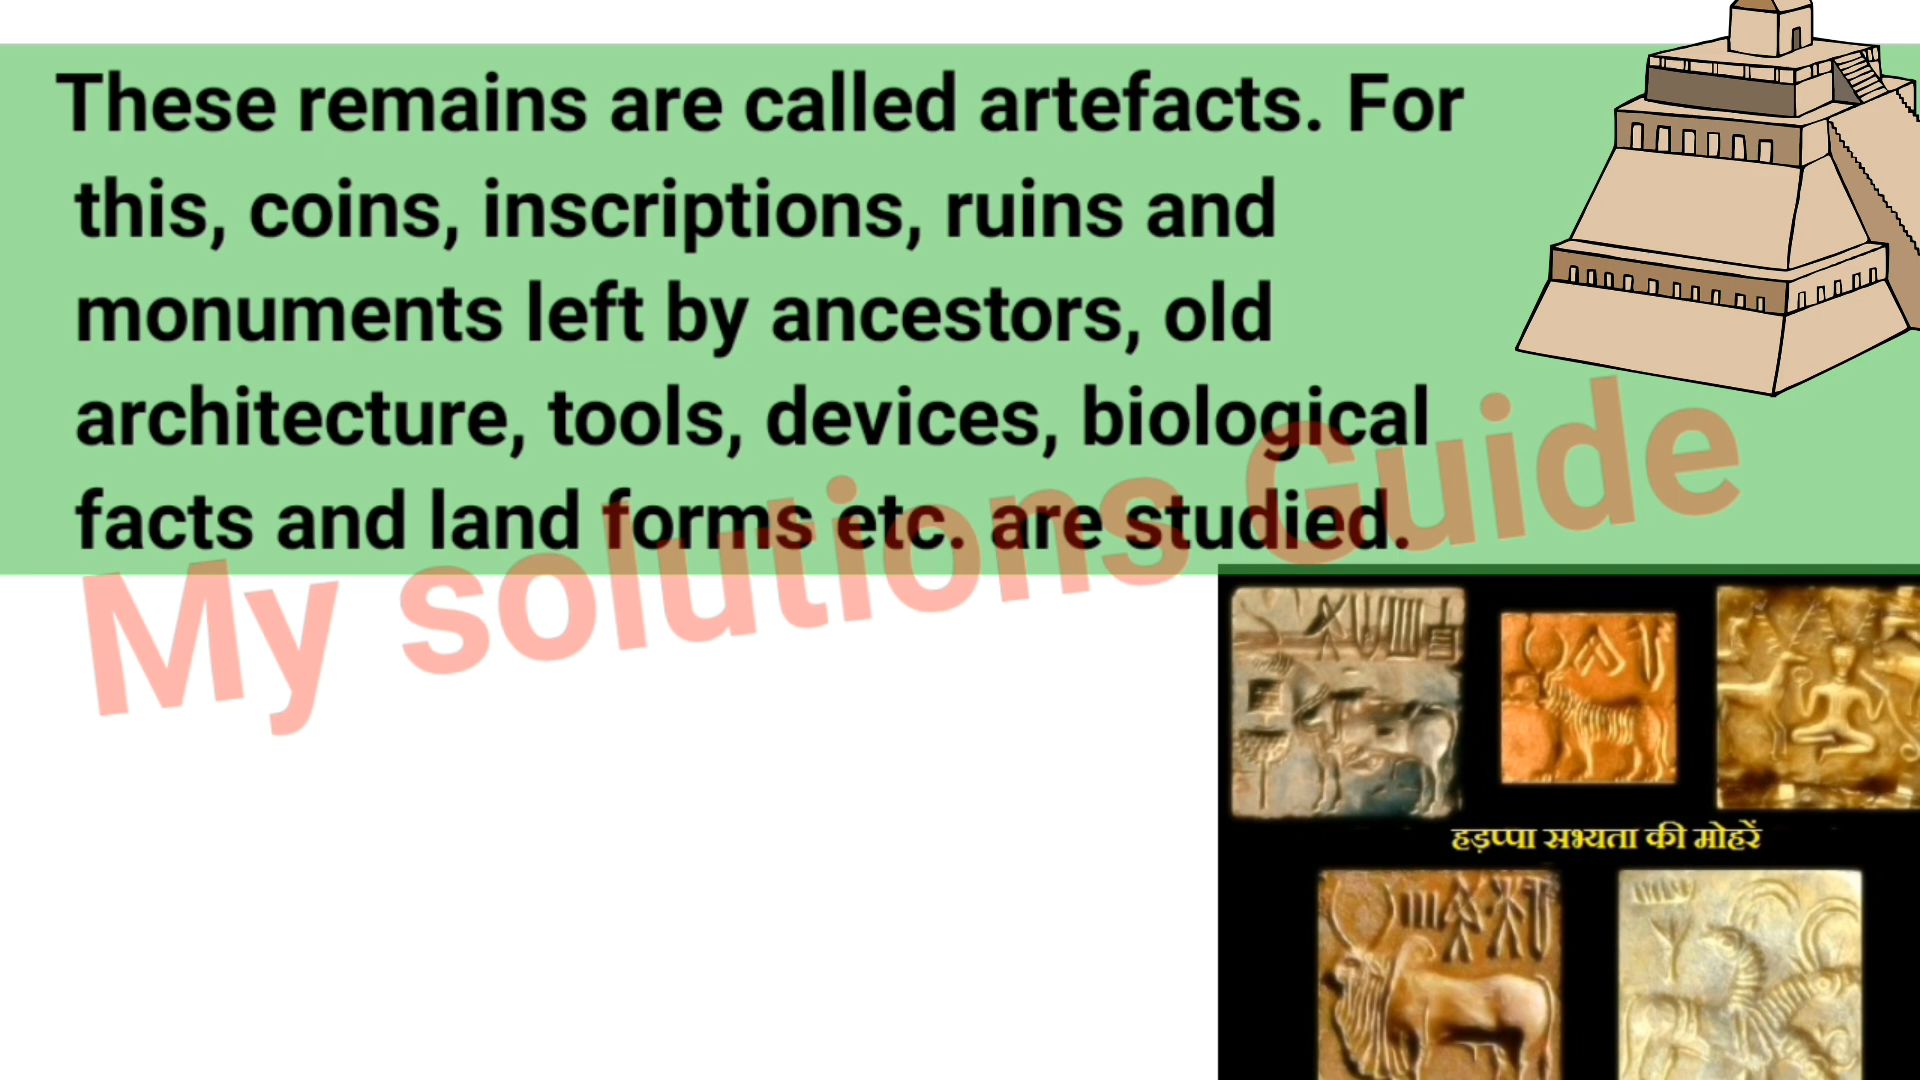 These remains are called artefacts. For
this, coins, inscriptions, ruins and
monuments left by ancestors, old
architecture, tools, devices, biological
facts and land forms etc. are studied.
My solutions Guide
हड़प्पा सभ्यता की मोहरें